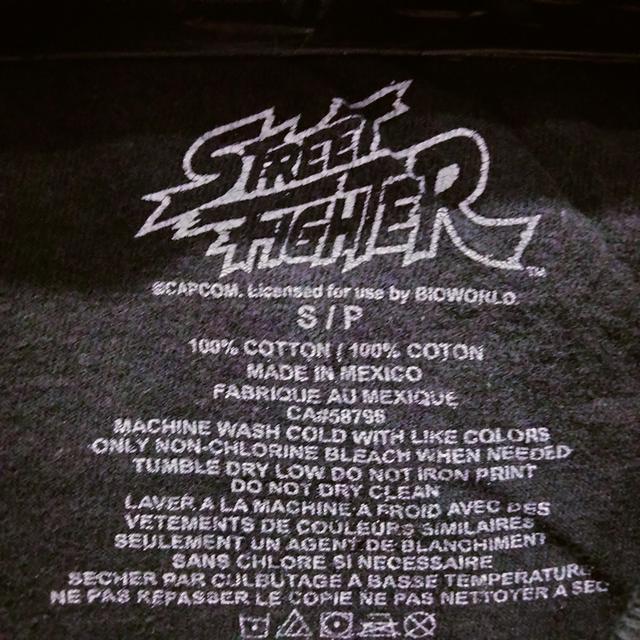 STREET
FIGHTER™
©CAPCOM. Licensed for use by BIOWORLD
S / P
100% COTTON / 100% COTON
MADE IN MEXICO
FABRIQUE AU MEXIQUE
CA#58796
MACHINE WASH COLD WITH LIKE COLORS
ONLY NON-CHLORINE BLEACH WHEN NEEDED
TUMBLE DRY LOW DO NOT IRON PRINT
DO NOT DRY CLEAN
LAVER A LA MACHINE A FROID AVEC DES
VETEMENTS DE COULEURS SIMILAIRES
SEULEMENT UN AGENT DE BLANCHIMENT
SANS CHLORE SI NECESSAIRE
SECHER PAR CULBUTAGE A BASSE TEMPERATURE
NE PAS REPASSER LE COPIE NE PAS NETTOYER A SEC